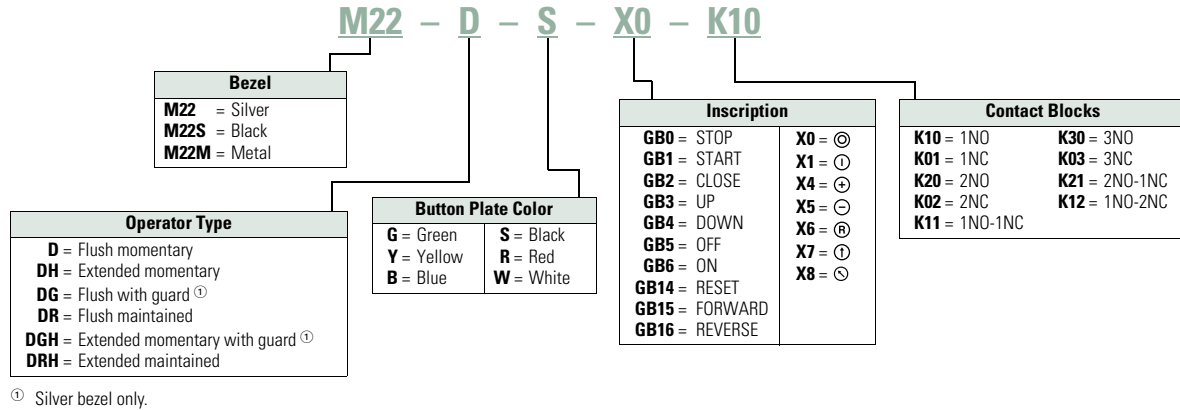 M22 – D – S – X0 – K10
Bezel
M22 = Silver
M22S = Black
M22M = Metal
Operator Type
D = Flush momentary
DH = Extended momentary
DG = Flush with guard ①
DR = Flush maintained
DGH = Extended momentary with guard ①
DRH = Extended maintained
Button Plate Color
G = Green
Y = Yellow
B = Blue
S = Black
R = Red
W = White
Inscription
GB0 = STOP
GB1 = START
GB2 = CLOSE
GB3 = UP
GB4 = DOWN
GB5 = OFF
GB6 = ON
GB14 = RESET
GB15 = FORWARD
GB16 = REVERSE
X0 = ◎
X1 = ⦶
X4 = ⊕
X5 = ⊖
X6 = Ⓡ
X7 = ↑
X8 = ↖
Contact Blocks
K10 = 1NO
K01 = 1NC
K20 = 2NO
K02 = 2NC
K11 = 1NO-1NC
K30 = 3NO
K03 = 3NC
K21 = 2NO-1NC
K12 = 1NO-2NC
① Silver bezel only.